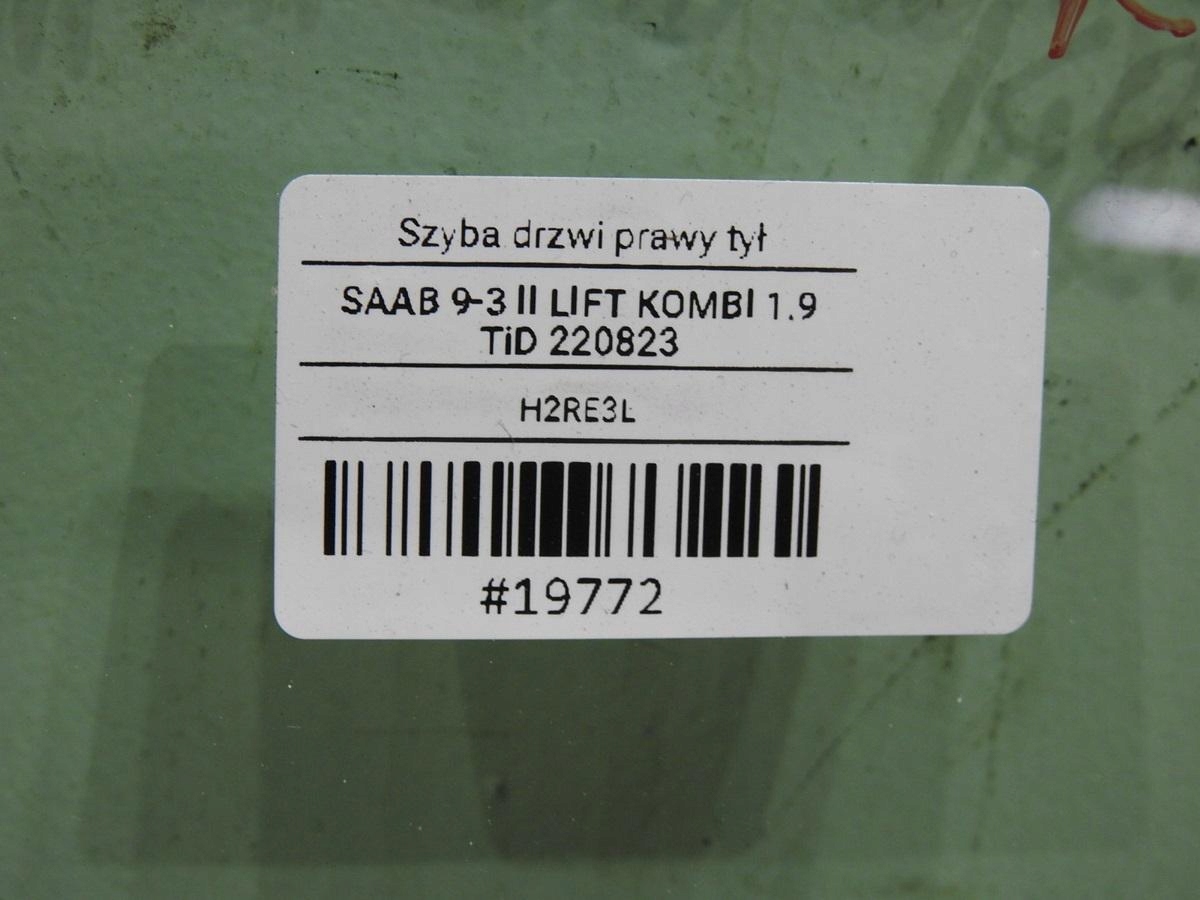 Szyba drzwi prawy tył
SAAB 9-3 II LIFT KOMBI 1.9
TiD 220823
H2RE3L
#19772